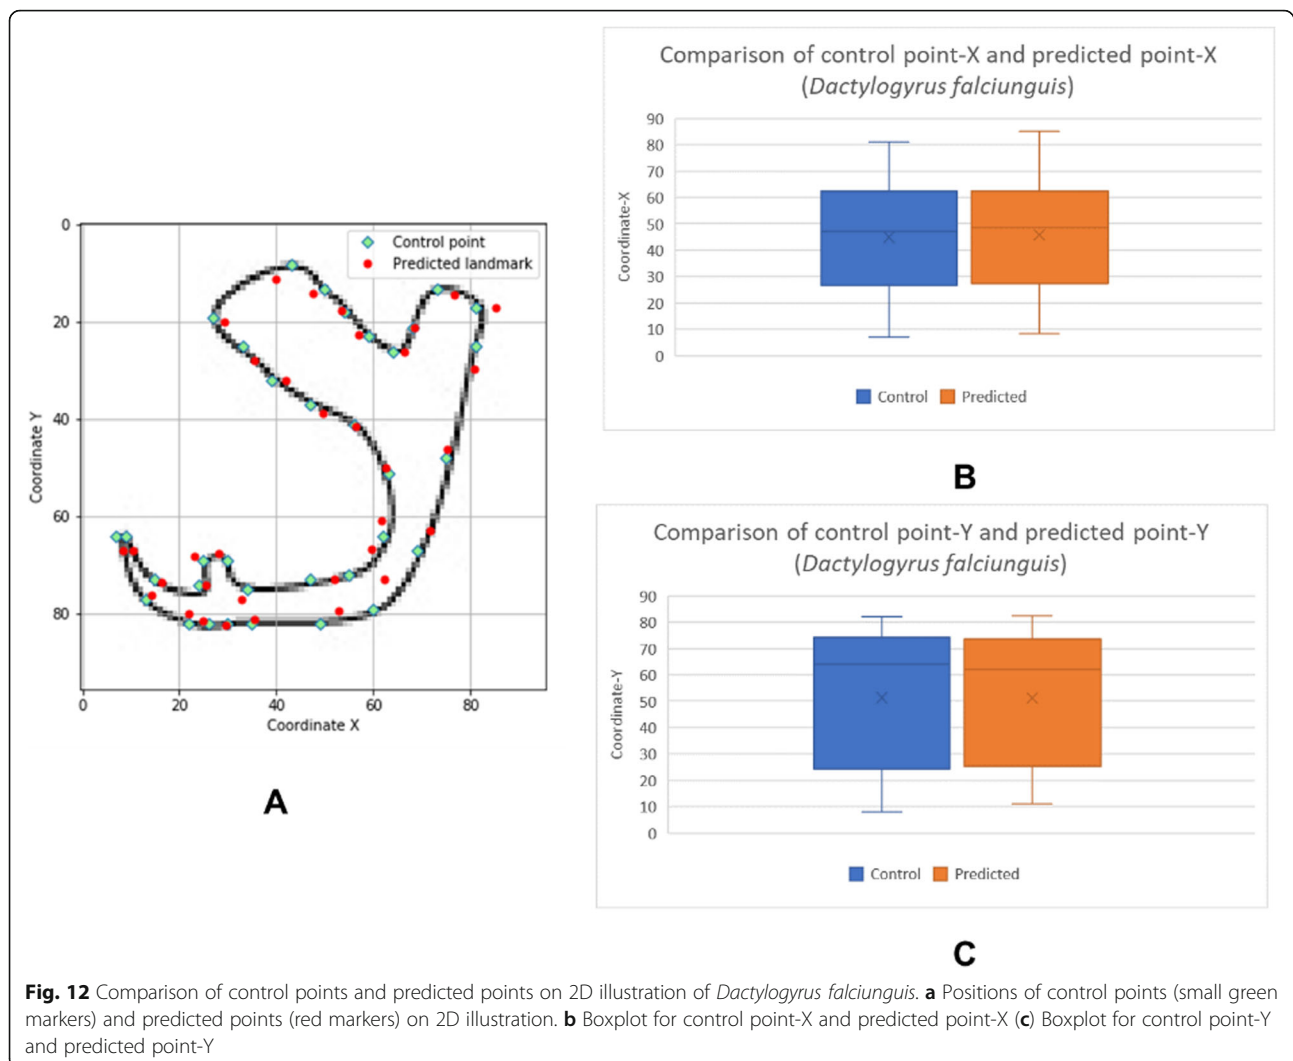 0
20
40
60
80
Coordinate Y
Control point
Predicted landmark
0 20 40 60 80
Coordinate X
A
Comparison of control point-X and predicted point-X
(Dactylogyrus falciunguis)
90
80
70
60
50
40
30
20
10
0
Coordinate-X
Control Predicted
B
Comparison of control point-Y and predicted point-Y
(Dactylogyrus falciunguis)
90
80
70
60
50
40
30
20
10
0
Coordinate-Y
Control Predicted
C
Fig. 12 Comparison of control points and predicted points on 2D illustration of Dactylogyrus falciunguis. a Positions of control points (small green
markers) and predicted points (red markers) on 2D illustration. b Boxplot for control point-X and predicted point-X (c) Boxplot for control point-Y
and predicted point-Y